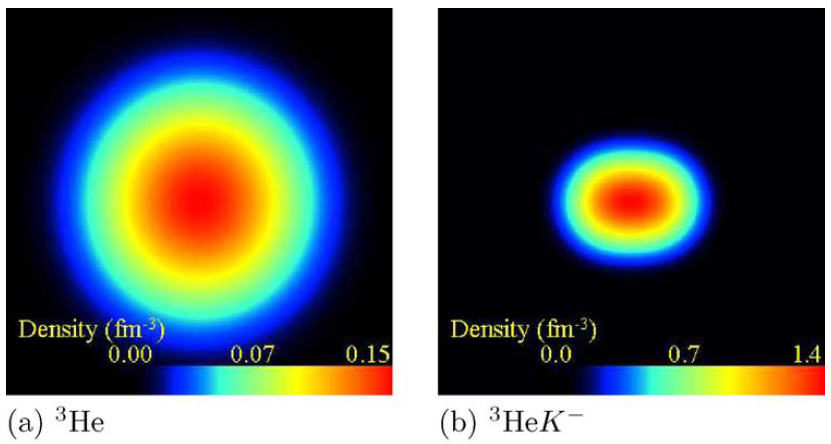 Density (fm⁻³)
0.00 0.07 0.15
(a) ³He
Density (fm⁻³)
0.0 0.7 1.4
(b) ³HeK⁻